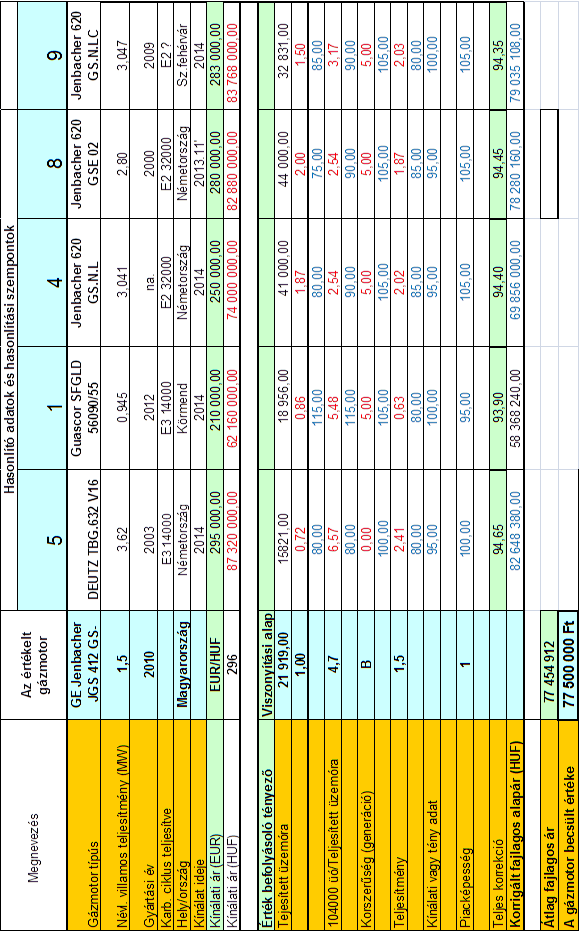 Megnevezés Az értékelt gázmotor Hasonlító adatok és hasonlítási szempontok
5 1 4 8 9
Gázmotor típus GE Jenbacher JGS 412 GS- DEUTZ TBG.632 V16 Guascor SFGLD 56090/55 Jenbacher 620 GS.N.L Jenbacher 620 GSE 02 Jenbacher 620 GS.N.LC
Névl. villamos teljesítmény (MW) 1,5 3.62 0,945 3,041 2,80 3,047
Gyártási év 2010 2003 2012 na. 2000 2009
Karb. ciklus teljesítve E3 14000 E3 14000 E2 32000 E2 32000 E2 ?
Hely/ország Magyarország Németország Körmend Németország Németország Sz.fehérvár
Kínálat ideje 2014 2014 2014 2013.11" 2014
Kínálati ár (EUR) EUR/HUF 295 000,00 210 000,00 250 000,00 280 000,00 283 000,00
Kínálati ár (HUF) 296 87 320 000,00 62 160 000,00 74 000 000,00 82 880 000,00 83 768 000,00
Érték befolyásoló tényező Viszonyítási alap
Tejesített üzemóra 21 919,00 15821,00 18 956,00 41 000,00 44 000,00 32 831,00
1,00 0,72 0,86 1,87 2,00 1,50
80,00 115,00 80,00 75,00 85,00
104000 üó/Teljesített üzemóra 4,7 6,57 5,48 2,54 2,54 3,17
80,00 115,00 90,00 90,00 80,00
Korszerűség (generáció) B 0,00 5,00 5,00 5,00 5,00
100,00 105,00 105,00 105,00 105,00
Teljesítmény 1,5 2,41 0,63 2,02 1,87 2,03
80,00 80,00 85,00 85,00 80,00
Kínálati vagy tény adat 95,00 100,00 95,00 95,00 100,00
Piacképesség 1 100,00 95,00 105,00 105,00 105,00
Teljes korrekció 94,65 93,90 94,40 94,45 94,35
Korrigált fajlagos alapár (HUF) 82 648 380,00 58 368 240,00 69 856 000,00 78 280 160,00 79 035 108,00
Átlag fajlagos ár 77 454 912
A gázmotor becsült értéke 77 500 000 Ft